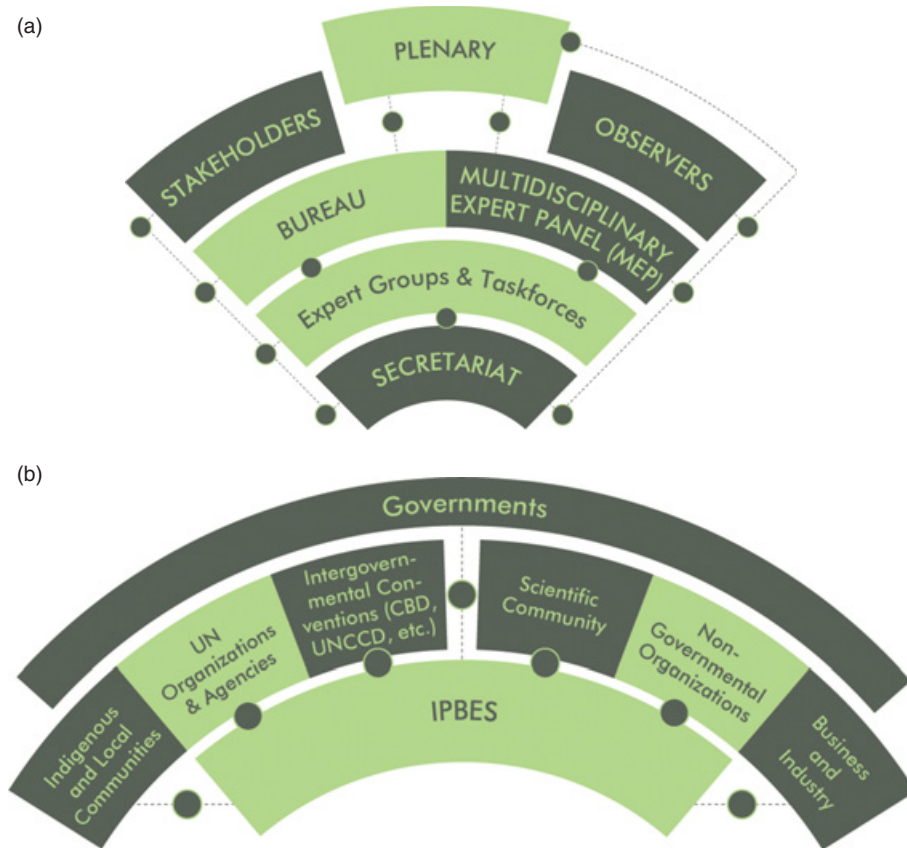 (a)
PLENARY
STAKEHOLDERS
OBSERVERS
BUREAU
MULTIDISCIPLINARY
EXPERT PANEL (MEP)
Expert Groups & Taskforces
SECRETARIAT
(b)
Governments
Indigenous
and Local
Communities
UN
Organizations
& Agencies
Intergovern-
mental Con-
ventions (CBD,
UNCCD, etc.)
Scientific
Community
Non-
Governmental
Organizations
Business
and
Industry
IPBES